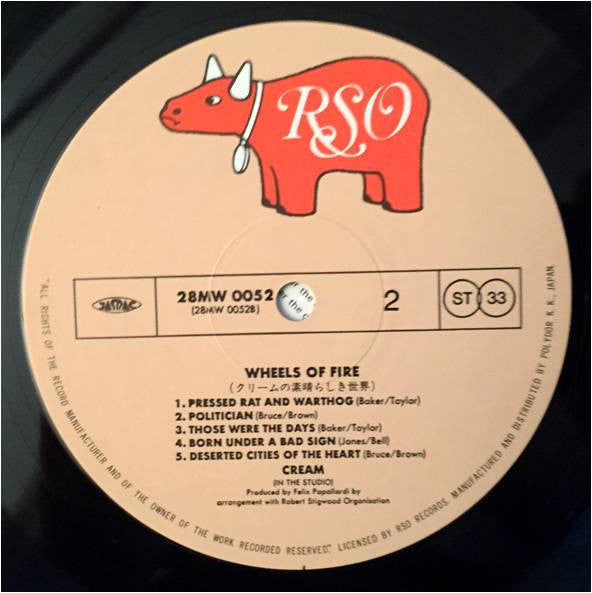 RSO
JASRAC
28MW 0052
(28MW 0052B)
r the
r the
2
ST 33
WHEELS OF FIRE
(クリームの素晴らしき世界)
1. PRESSED RAT AND WARTHOG (Baker/Taylor)
2. POLITICIAN (Bruce/Brown)
3. THOSE WERE THE DAYS (Baker/Taylor)
4. BORN UNDER A BAD SIGN (Jones/Bell)
5. DESERTED CITIES OF THE HEART (Bruce/Brown)
CREAM
(IN THE STUDIO)
Produced by Felix Papallardi by
arrangement with Robert Stigwood Organisation
"ALL RIGHTS OF THE RECORD MANUFACTURER AND OF THE OWNER OF THE WORK RECORDED RESERVED." LICENSED BY RSO RECORDS. MANUFACTURED AND DISTRIBUTED BY POLYDOR K. K., JAPAN.